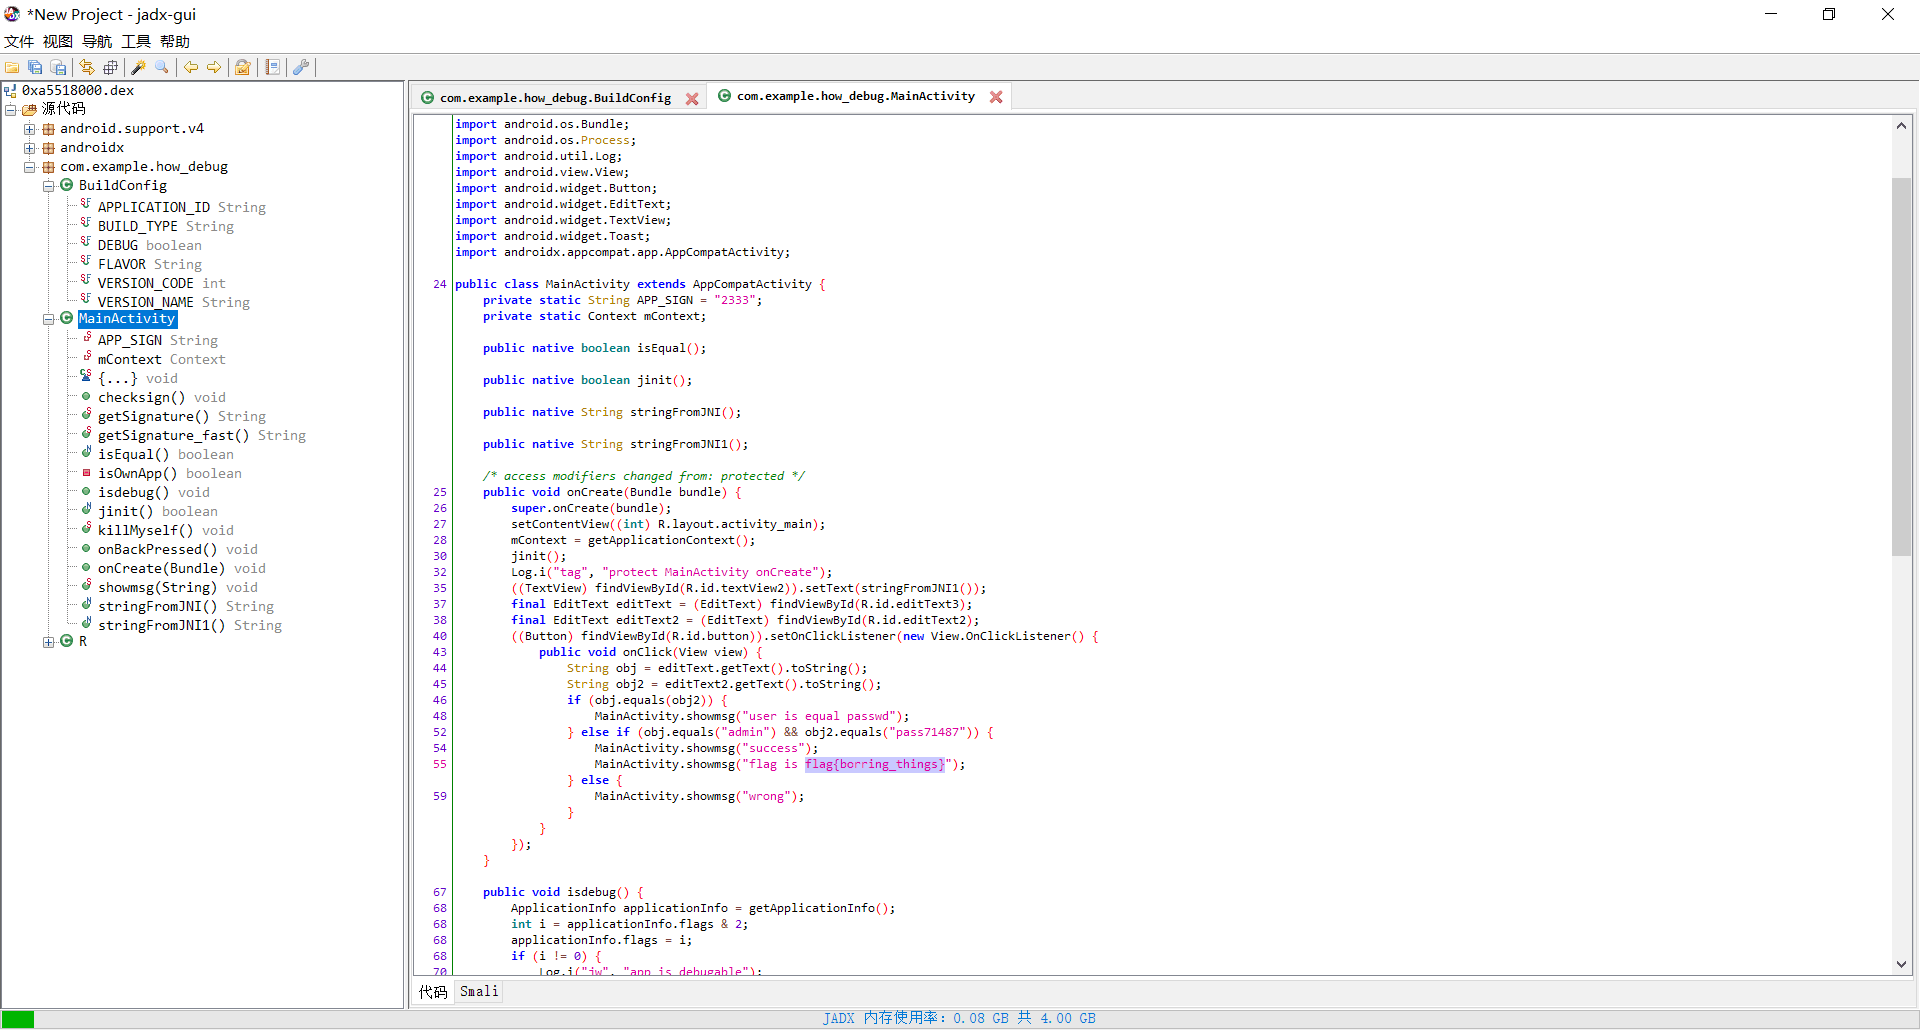 *New Project - jadx-gui
文件 视图 导航 工具 帮助
0xa5518000.dex
源代码
android.support.v4
androidx
com.example.how_debug
BuildConfig
APPLICATION_ID String
BUILD_TYPE String
DEBUG boolean
FLAVOR String
VERSION_CODE int
VERSION_NAME String
MainActivity
APP_SIGN String
mContext Context
{...} void
checksign() void
getSignature() String
getSignature_fast() String
isEqual() boolean
isOwnApp() boolean
isdebug() void
jinit() boolean
killMyself() void
onBackPressed() void
onCreate(Bundle) void
showmsg(String) void
stringFromJNI() String
stringFromJNI1() String
R
com.example.how_debug.BuildConfig
com.example.how_debug.MainActivity
import android.os.Bundle;
import android.os.Process;
import android.util.Log;
import android.view.View;
import android.widget.Button;
import android.widget.EditText;
import android.widget.TextView;
import android.widget.Toast;
import androidx.appcompat.app.AppCompatActivity;
24 public class MainActivity extends AppCompatActivity {
private static String APP_SIGN = "2333";
private static Context mContext;
public native boolean isEqual();
public native boolean jinit();
public native String stringFromJNI();
public native String stringFromJNI1();
/* access modifiers changed from: protected */
25 public void onCreate(Bundle bundle) {
26 super.onCreate(bundle);
27 setContentView((int) R.layout.activity_main);
28 mContext = getApplicationContext();
30 jinit();
32 Log.i("tag", "protect MainActivity onCreate");
35 ((TextView) findViewById(R.id.textView2)).setText(stringFromJNI1());
37 final EditText editText = (EditText) findViewById(R.id.editText3);
38 final EditText editText2 = (EditText) findViewById(R.id.editText2);
40 ((Button) findViewById(R.id.button)).setOnClickListener(new View.OnClickListener() {
43 public void onClick(View view) {
44 String obj = editText.getText().toString();
45 String obj2 = editText2.getText().toString();
46 if (obj.equals(obj2)) {
48 MainActivity.showmsg("user is equal passwd");
52 } else if (obj.equals("admin") && obj2.equals("pass71487")) {
54 MainActivity.showmsg("success");
55 MainActivity.showmsg("flag is flag{borring_things}");
} else {
59 MainActivity.showmsg("wrong");
}
}
});
}
67 public void isdebug() {
68 ApplicationInfo applicationInfo = getApplicationInfo();
68 int i = applicationInfo.flags & 2;
68 applicationInfo.flags = i;
68 if (i != 0) {
70 Log.i("jw", "app is debugable");
代码 Smali
JADX 内存使用率：0.08 GB 共 4.00 GB